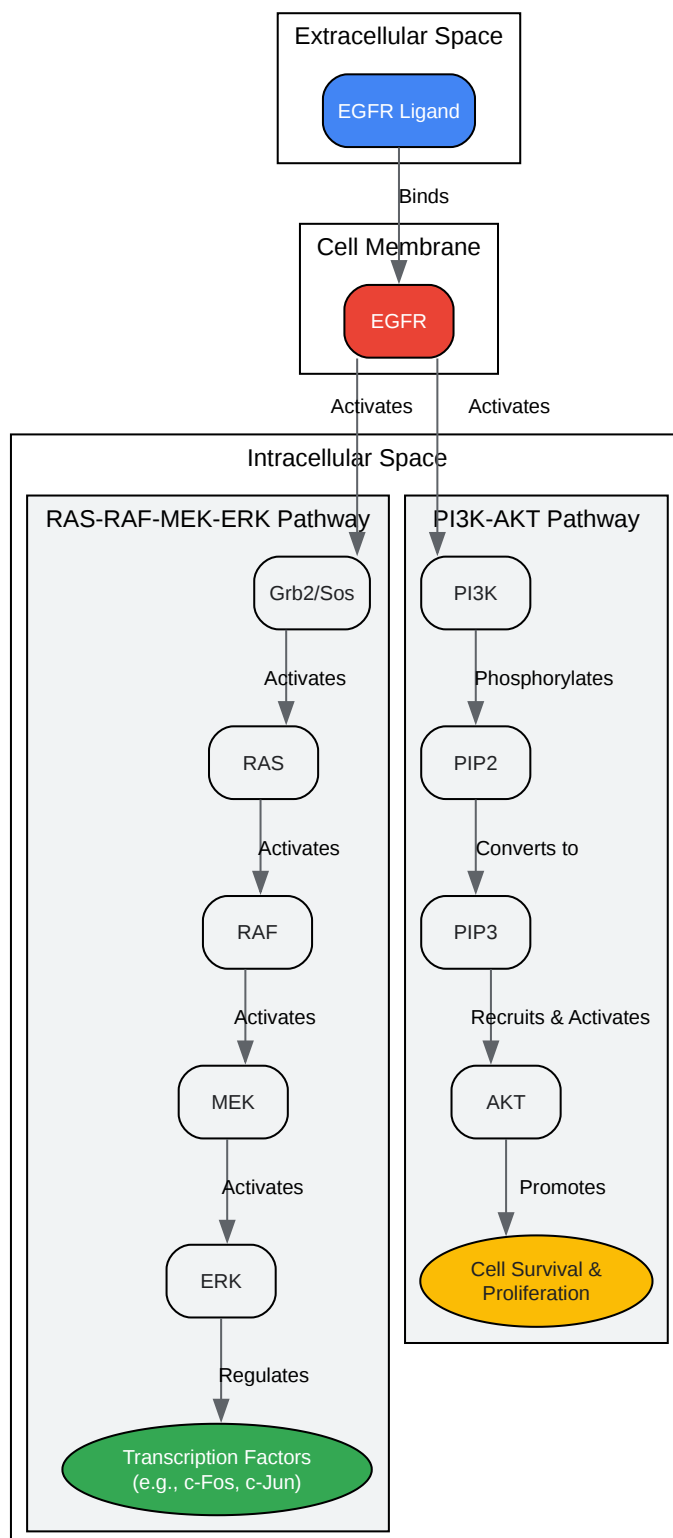 Extracellular Space
EGFR Ligand
Binds
Cell Membrane
EGFR
Activates
Activates
Intracellular Space
RAS-RAF-MEK-ERK Pathway
Grb2/Sos
Activates
RAS
Activates
RAF
Activates
MEK
Activates
ERK
Regulates
Transcription Factors
(e.g., c-Fos, c-Jun)
PI3K-AKT Pathway
PI3K
Phosphorylates
PIP2
Converts to
PIP3
Recruits & Activates
AKT
Promotes
Cell Survival &
Proliferation